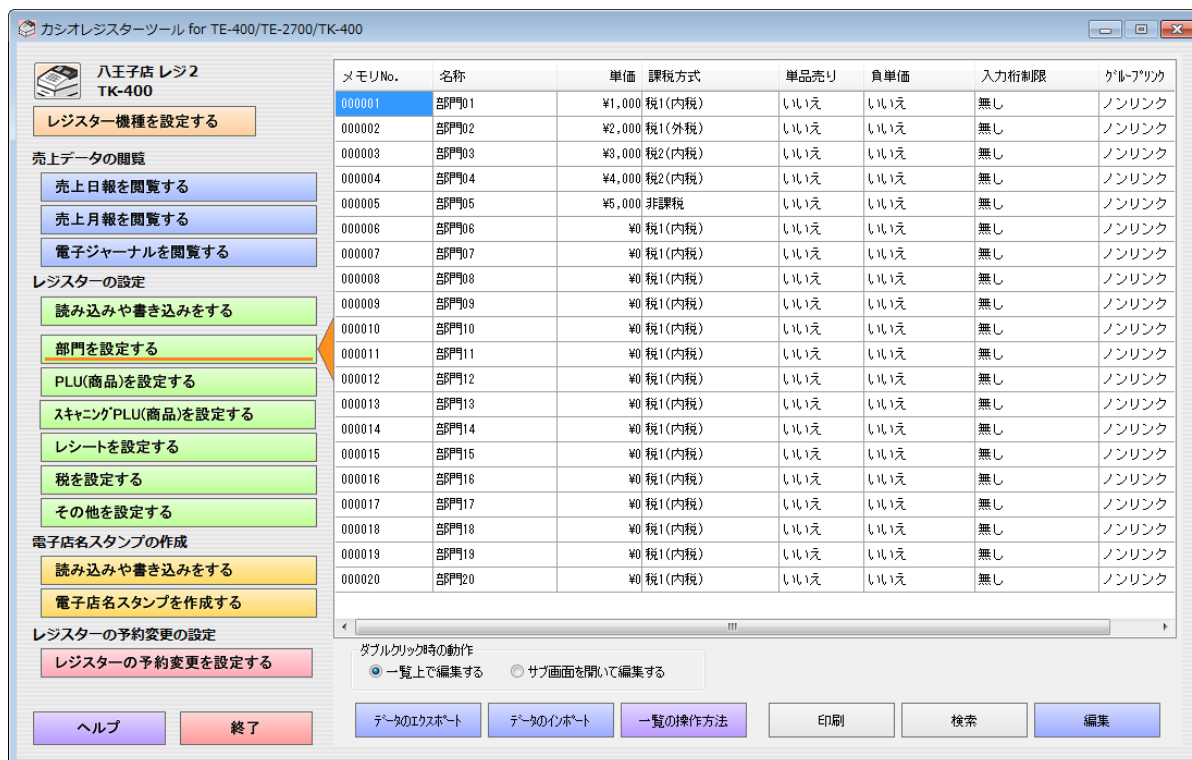 カシオレジスターツール for TE-400/TE-2700/TK-400
八王子店 レジ2
TK-400
レジスター機種を設定する
売上データの閲覧
売上日報を閲覧する
売上月報を閲覧する
電子ジャーナルを閲覧する
レジスターの設定
読み込みや書き込みをする
部門を設定する
PLU(商品)を設定する
ｽｷｬﾆﾝｸﾞPLU(商品)を設定する
レシートを設定する
税を設定する
その他を設定する
電子店名スタンプの作成
読み込みや書き込みをする
電子店名スタンプを作成する
レジスターの予約変更の設定
レジスターの予約変更を設定する
ヘルプ 終了
メモリNo. 名称 単価 課税方式 単品売り 負単価 入力桁制限 ｸﾞﾙｰﾌﾟﾘﾝｸ
000001 部門01 ¥1,000 税1(内税) いいえ いいえ 無し ノンリンク
000002 部門02 ¥2,000 税1(外税) いいえ いいえ 無し ノンリンク
000003 部門03 ¥3,000 税2(内税) いいえ いいえ 無し ノンリンク
000004 部門04 ¥4,000 税2(内税) いいえ いいえ 無し ノンリンク
000005 部門05 ¥5,000 非課税 いいえ いいえ 無し ノンリンク
000006 部門06 ¥0 税1(内税) いいえ いいえ 無し ノンリンク
000007 部門07 ¥0 税1(内税) いいえ いいえ 無し ノンリンク
000008 部門08 ¥0 税1(内税) いいえ いいえ 無し ノンリンク
000009 部門09 ¥0 税1(内税) いいえ いいえ 無し ノンリンク
000010 部門10 ¥0 税1(内税) いいえ いいえ 無し ノンリンク
000011 部門11 ¥0 税1(内税) いいえ いいえ 無し ノンリンク
000012 部門12 ¥0 税1(内税) いいえ いいえ 無し ノンリンク
000013 部門13 ¥0 税1(内税) いいえ いいえ 無し ノンリンク
000014 部門14 ¥0 税1(内税) いいえ いいえ 無し ノンリンク
000015 部門15 ¥0 税1(内税) いいえ いいえ 無し ノンリンク
000016 部門16 ¥0 税1(内税) いいえ いいえ 無し ノンリンク
000017 部門17 ¥0 税1(内税) いいえ いいえ 無し ノンリンク
000018 部門18 ¥0 税1(内税) いいえ いいえ 無し ノンリンク
000019 部門19 ¥0 税1(内税) いいえ いいえ 無し ノンリンク
000020 部門20 ¥0 税1(内税) いいえ いいえ 無し ノンリンク
ダブルクリック時の動作
一覧上で編集する サブ画面を開いて編集する
ﾃﾞｰﾀのｴｸｽﾎﾟｰﾄ ﾃﾞｰﾀのｲﾝﾎﾟｰﾄ 一覧の操作方法 印刷 検索 編集